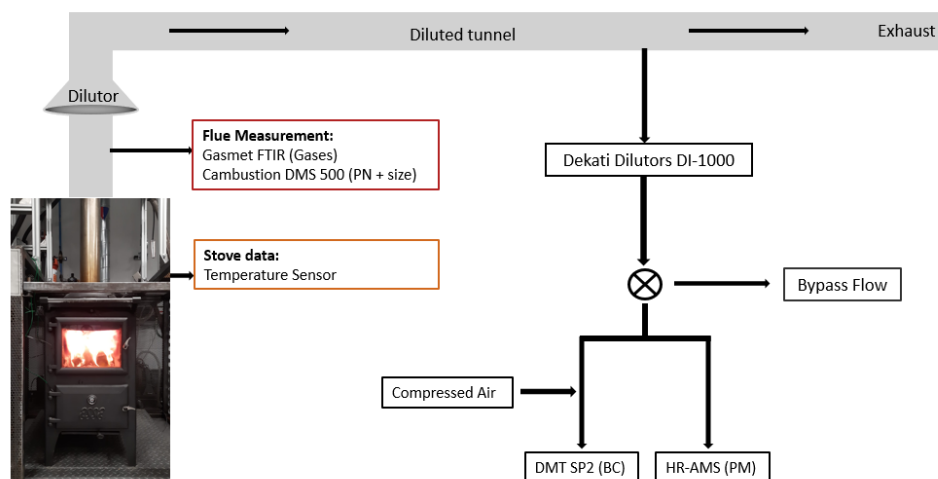 Diluted tunnel
Exhaust
Dilutor
Flue Measurement:
Gasmet FTIR (Gases)
Cambustion DMS 500 (PN + size)
Dekati Dilutors DI-1000
Stove data:
Temperature Sensor
Bypass Flow
Compressed Air
DMT SP2 (BC)
HR-AMS (PM)